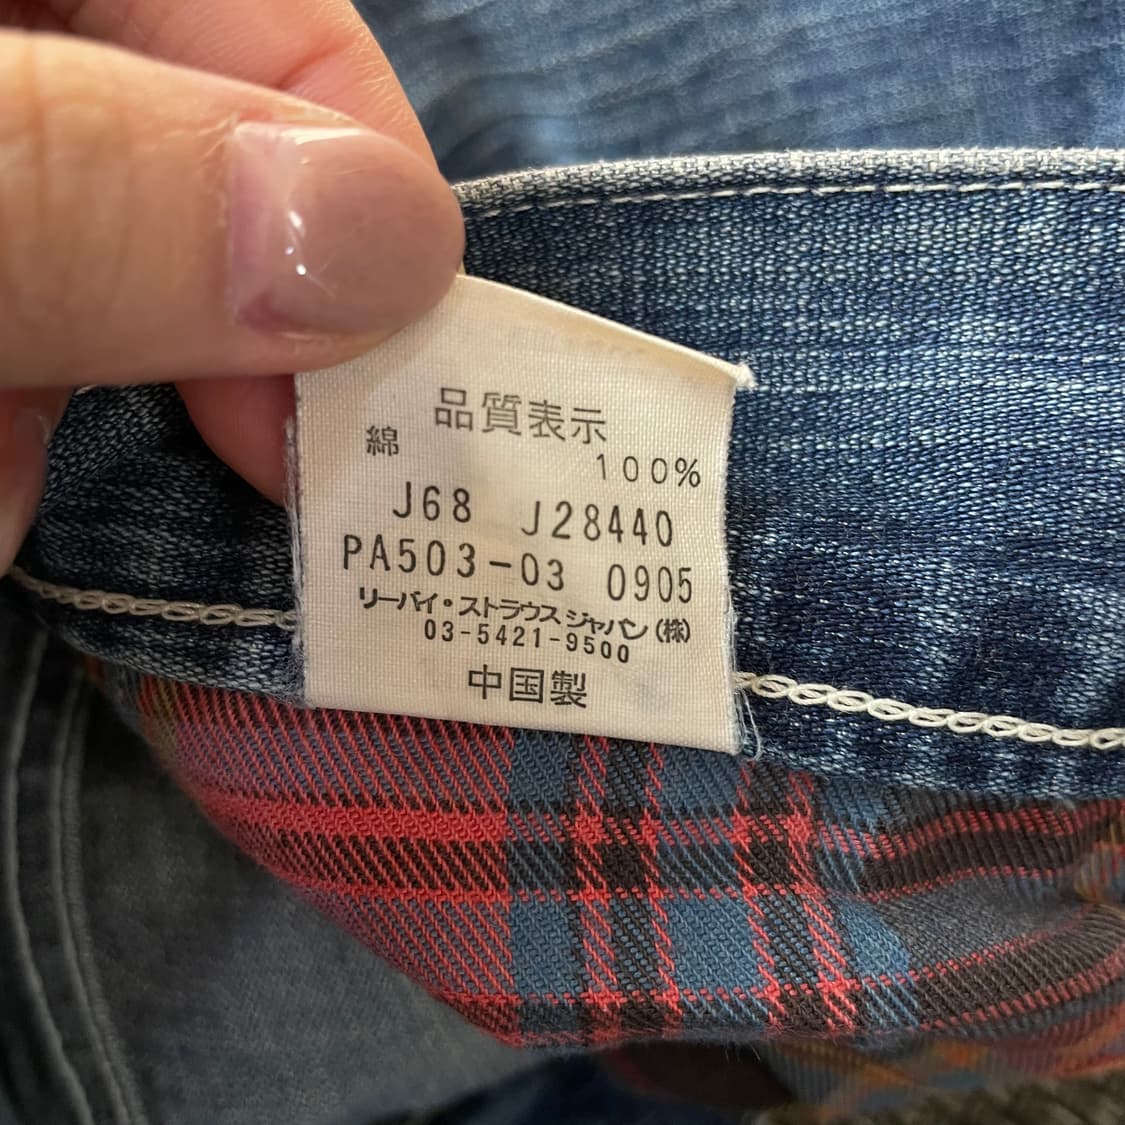 品質表示
綿 100%
J68 J28440
PA503-03 0905
リーバイ・ストラウス ジャパン(株)
03-5421-9500
中国製